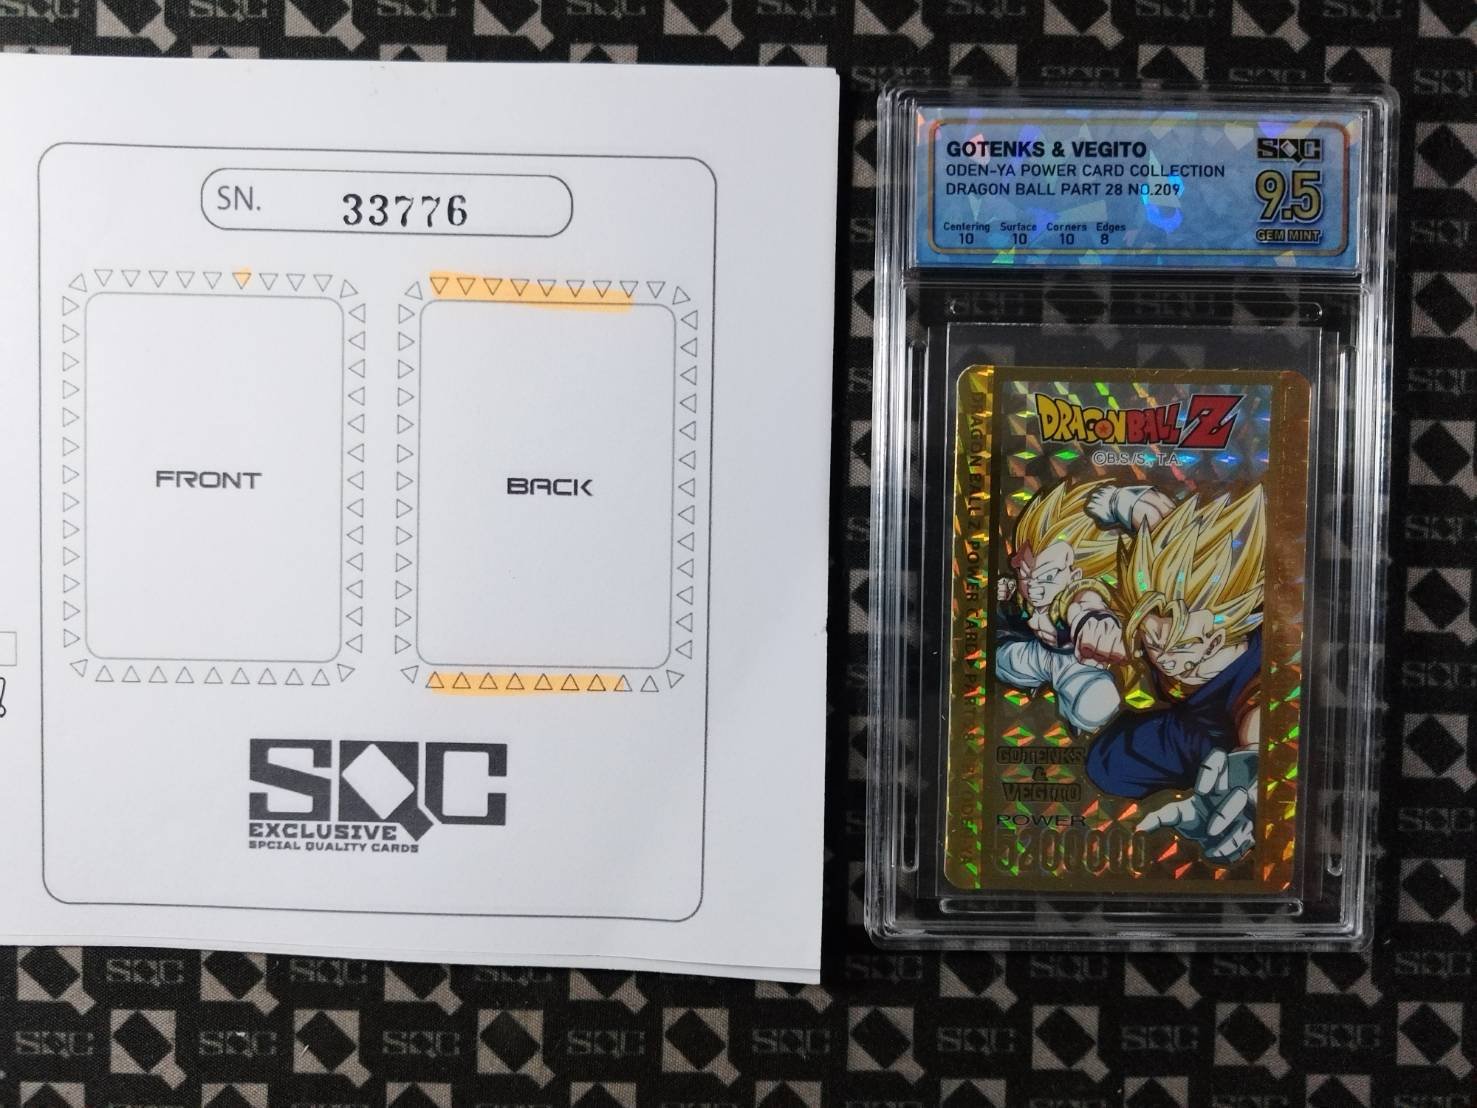 SN. 33776
FRONT
BACK
SQC
EXCLUSIVE
SPCIAL QUALITY CARDS
GOTENKS & VEGITO
ODEN-YA POWER CARD COLLECTION
DRAGON BALL PART 28 NO.209
Centering Surface Corners Edges
10 10 10 8
SQC
9.5
GEM MINT
DRAGON BALL Z
©B.S./S., T.A.
GOTENKS
&
VEGITO
POWER
5200000